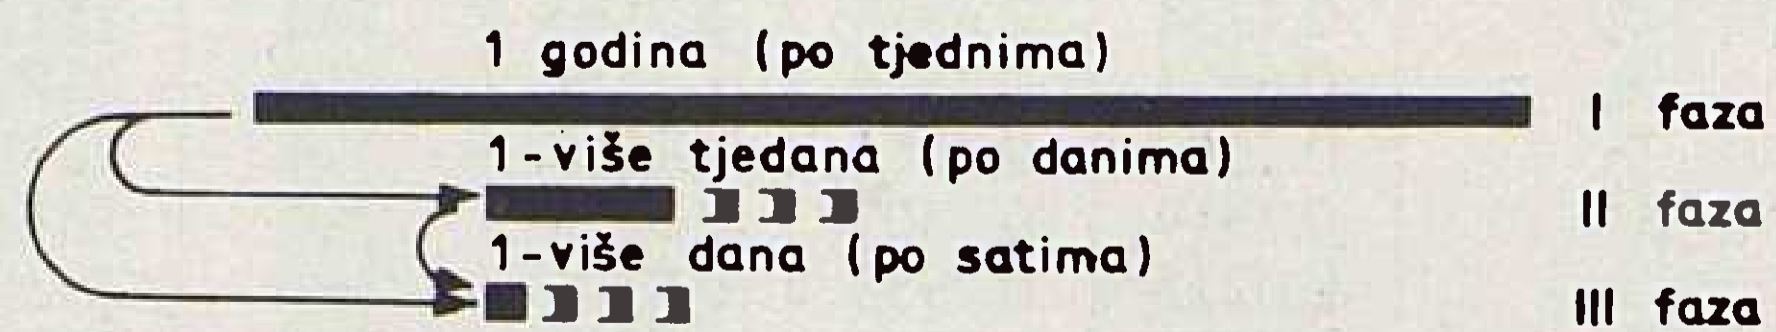 1 godina (po tjednima)
I faza
1-više tjedana (po danima)
II faza
1-više dana (po satima)
III faza